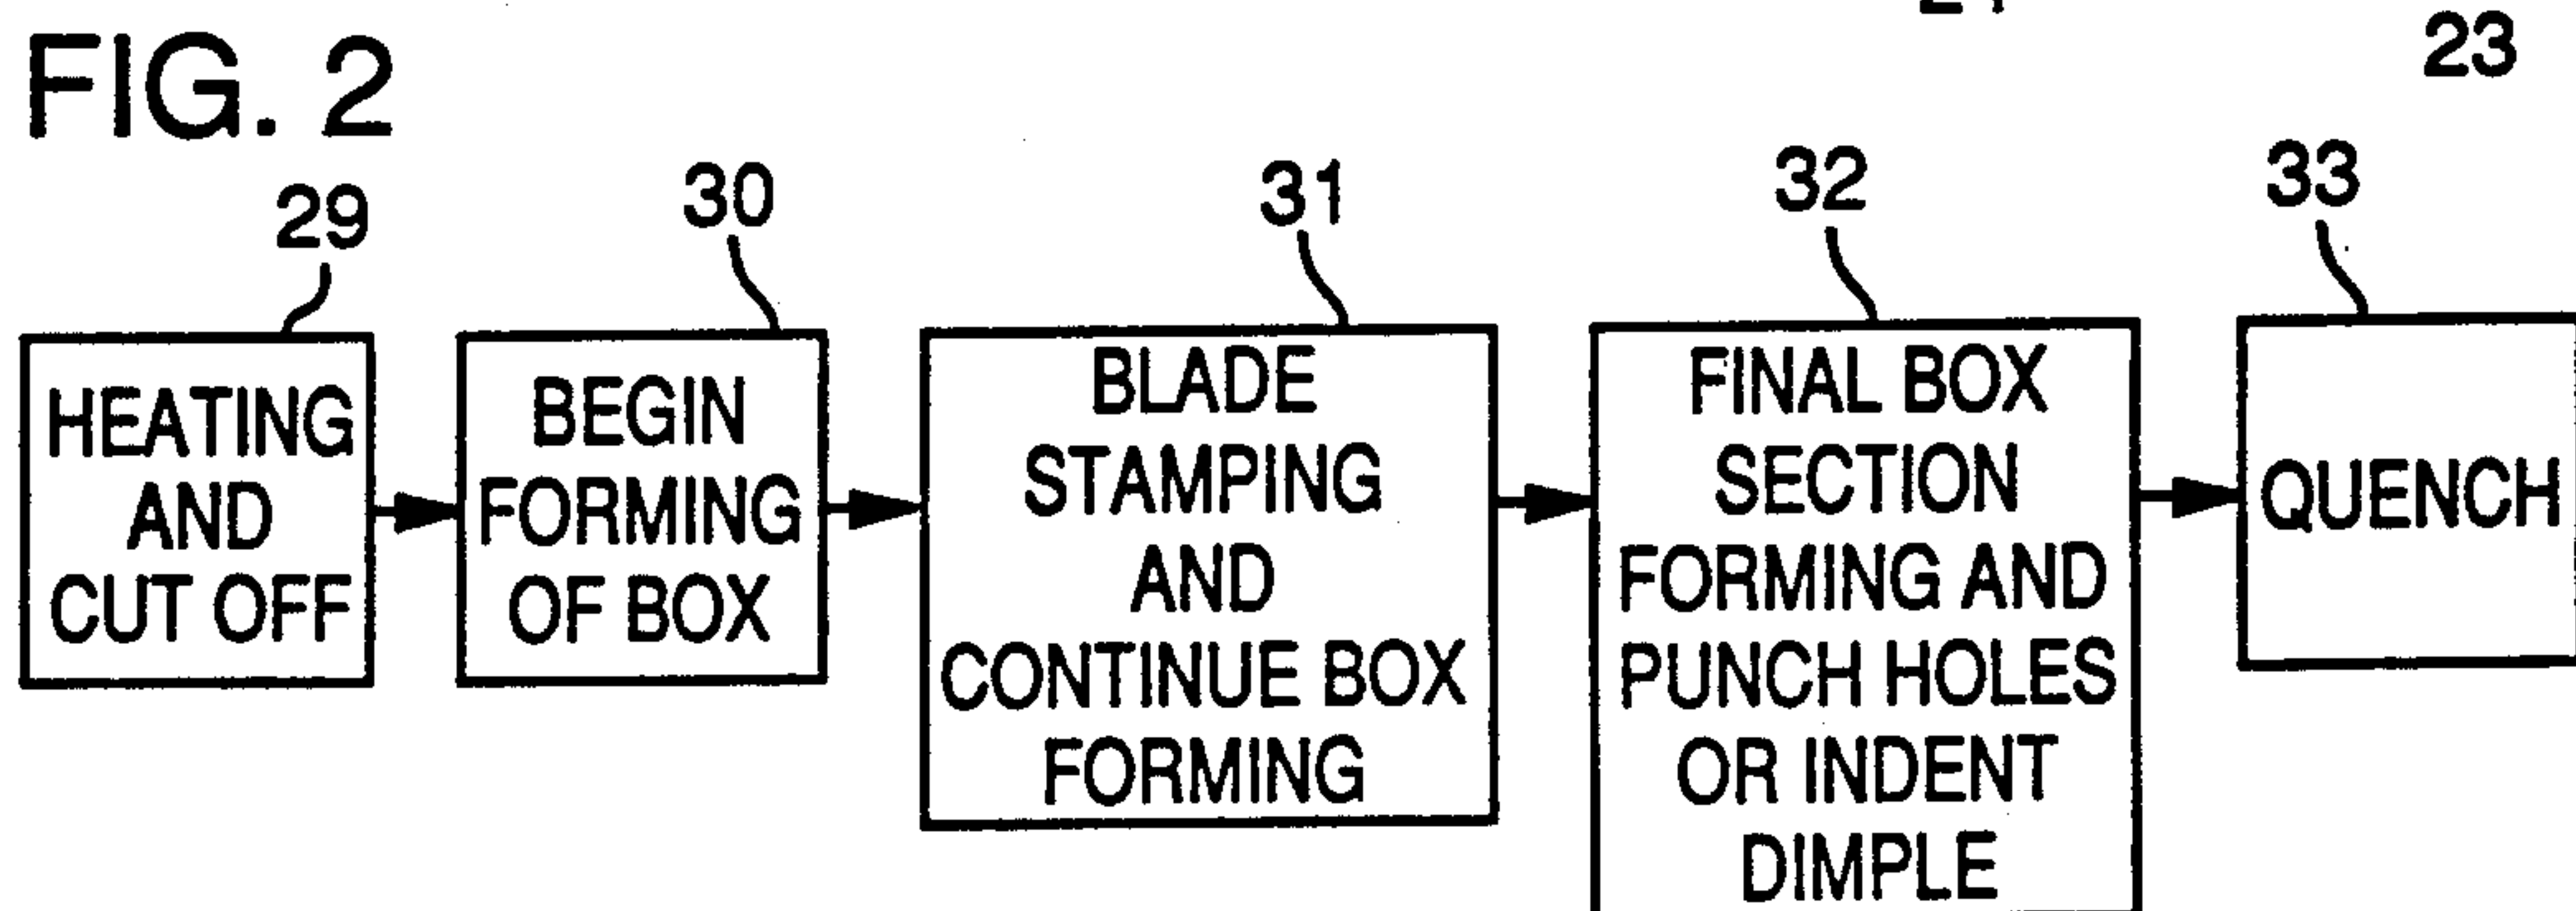 FIG. 2
23
29
30
31
32
33
HEATING
AND
CUT OFF
BEGIN
FORMING
OF BOX
BLADE
STAMPING
AND
CONTINUE BOX
FORMING
FINAL BOX
SECTION
FORMING AND
PUNCH HOLES
OR INDENT
DIMPLE
QUENCH